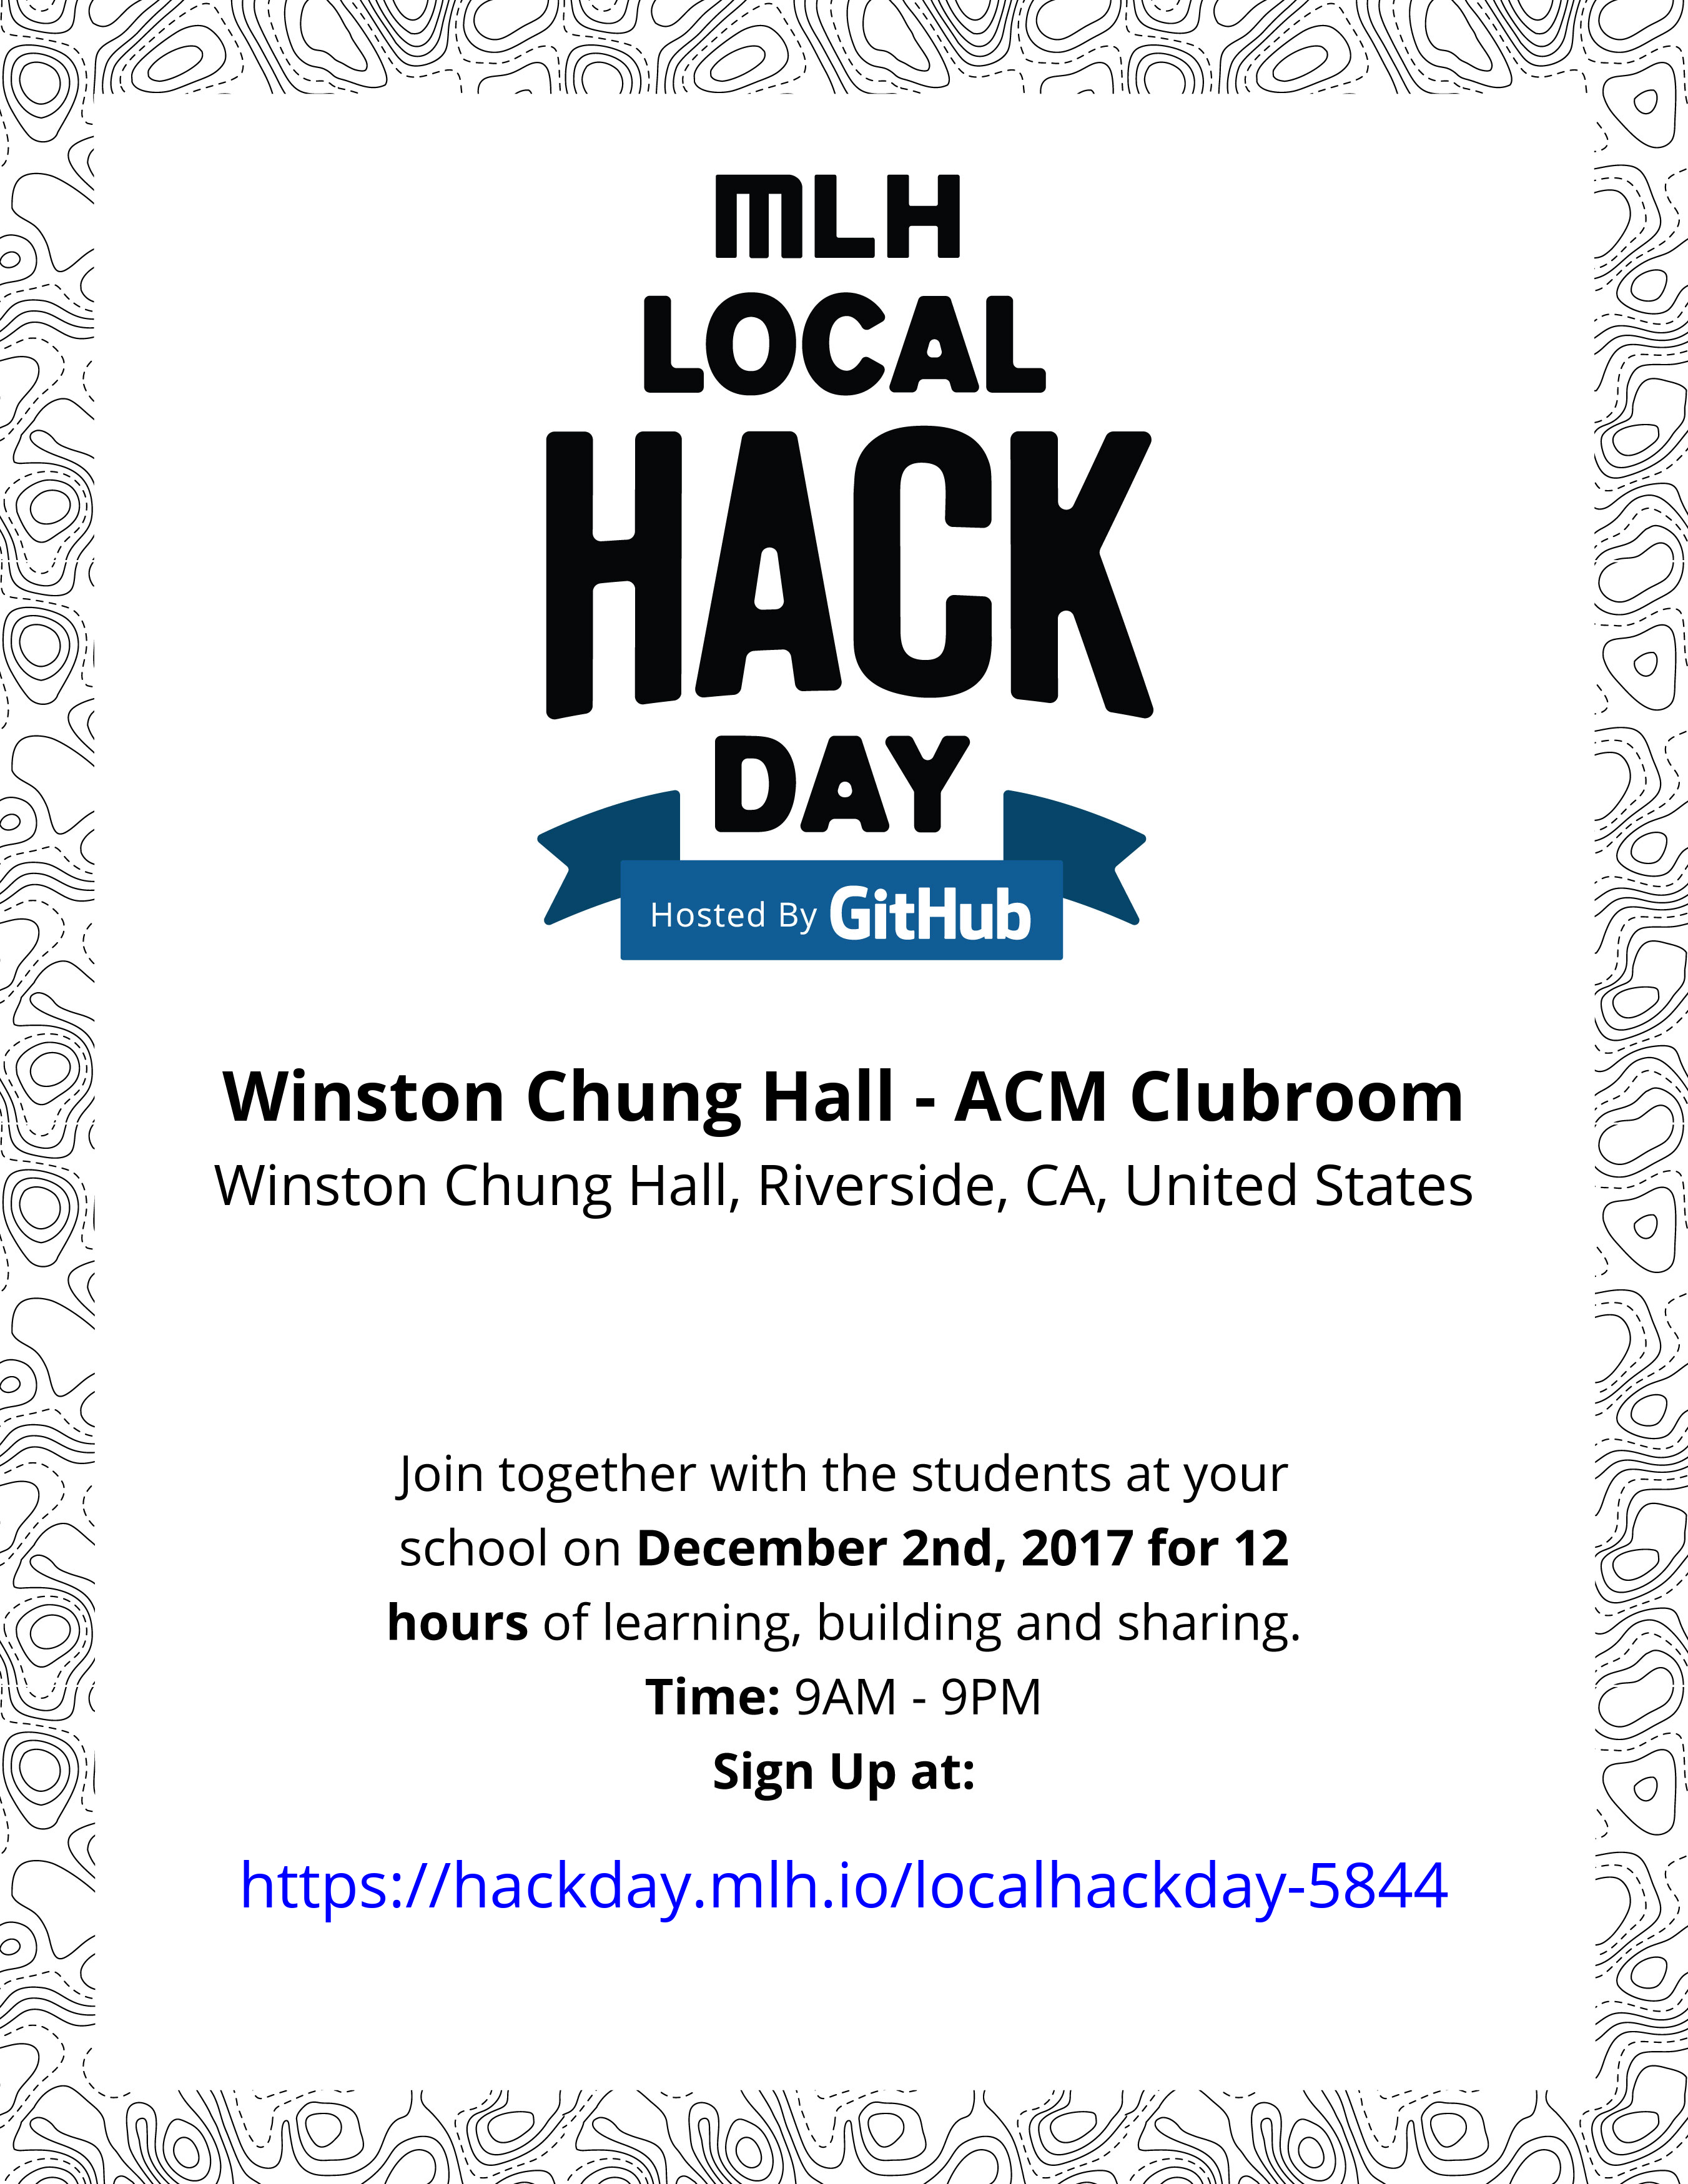 MLH
LOCAL
HACK
DAY
Hosted By GitHub
Winston Chung Hall - ACM Clubroom
Winston Chung Hall, Riverside, CA, United States
Join together with the students at your
school on December 2nd, 2017 for 12
hours of learning, building and sharing.
Time: 9AM - 9PM
Sign Up at:
https://hackday.mlh.io/localhackday-5844